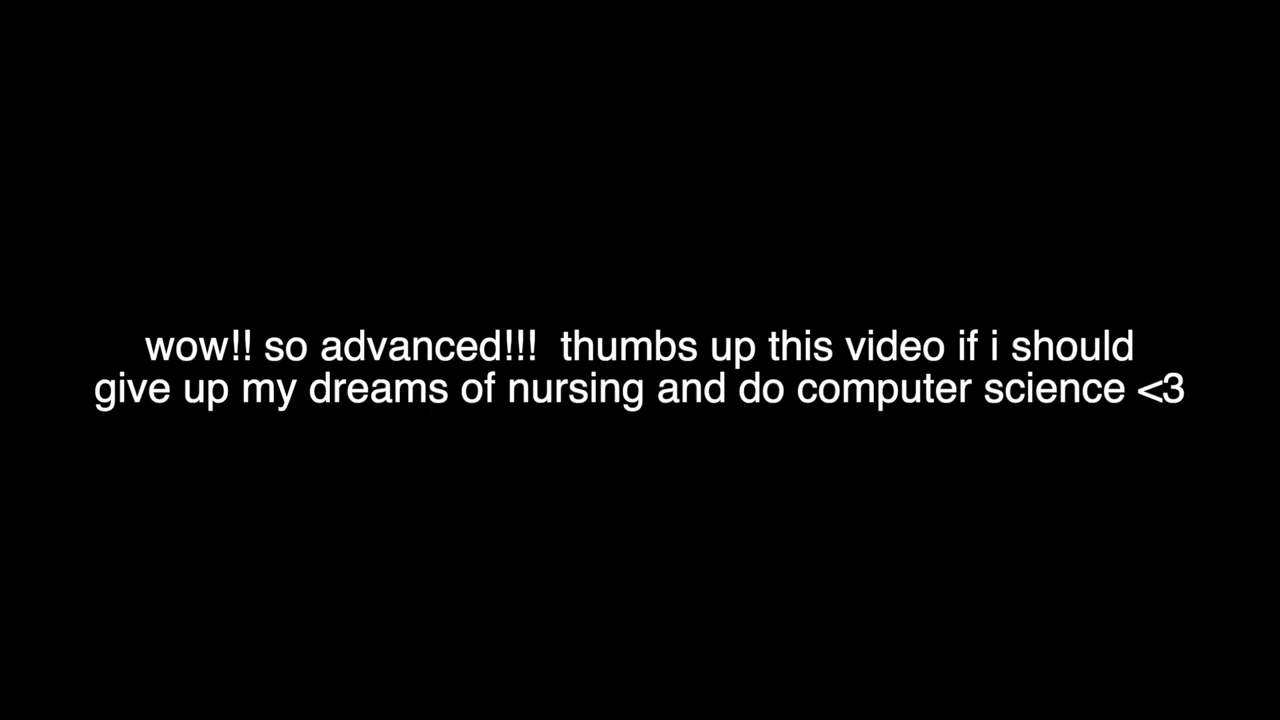 wow!! so advanced!!!  thumbs up this video if i should
give up my dreams of nursing and do computer science <3